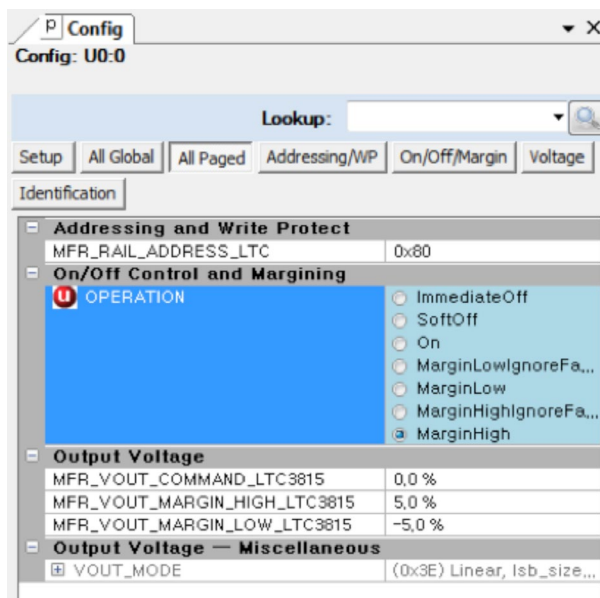 P Config
Config: U0:0
Lookup:
Setup All Global All Paged Addressing/WP On/Off/Margin Voltage
Identification
Addressing and Write Protect
MFR_RAIL_ADDRESS_LTC 0x80
On/Off Control and Margining
U OPERATION ImmediateOff
SoftOff
On
MarginLowIgnoreFa...
MarginLow
MarginHighIgnoreFa...
MarginHigh
Output Voltage
MFR_VOUT_COMMAND_LTC3815 0,0 %
MFR_VOUT_MARGIN_HIGH_LTC3815 5,0 %
MFR_VOUT_MARGIN_LOW_LTC3815 -5,0 %
Output Voltage — Miscellaneous
VOUT_MODE (0x3E) Linear, lsb_size...